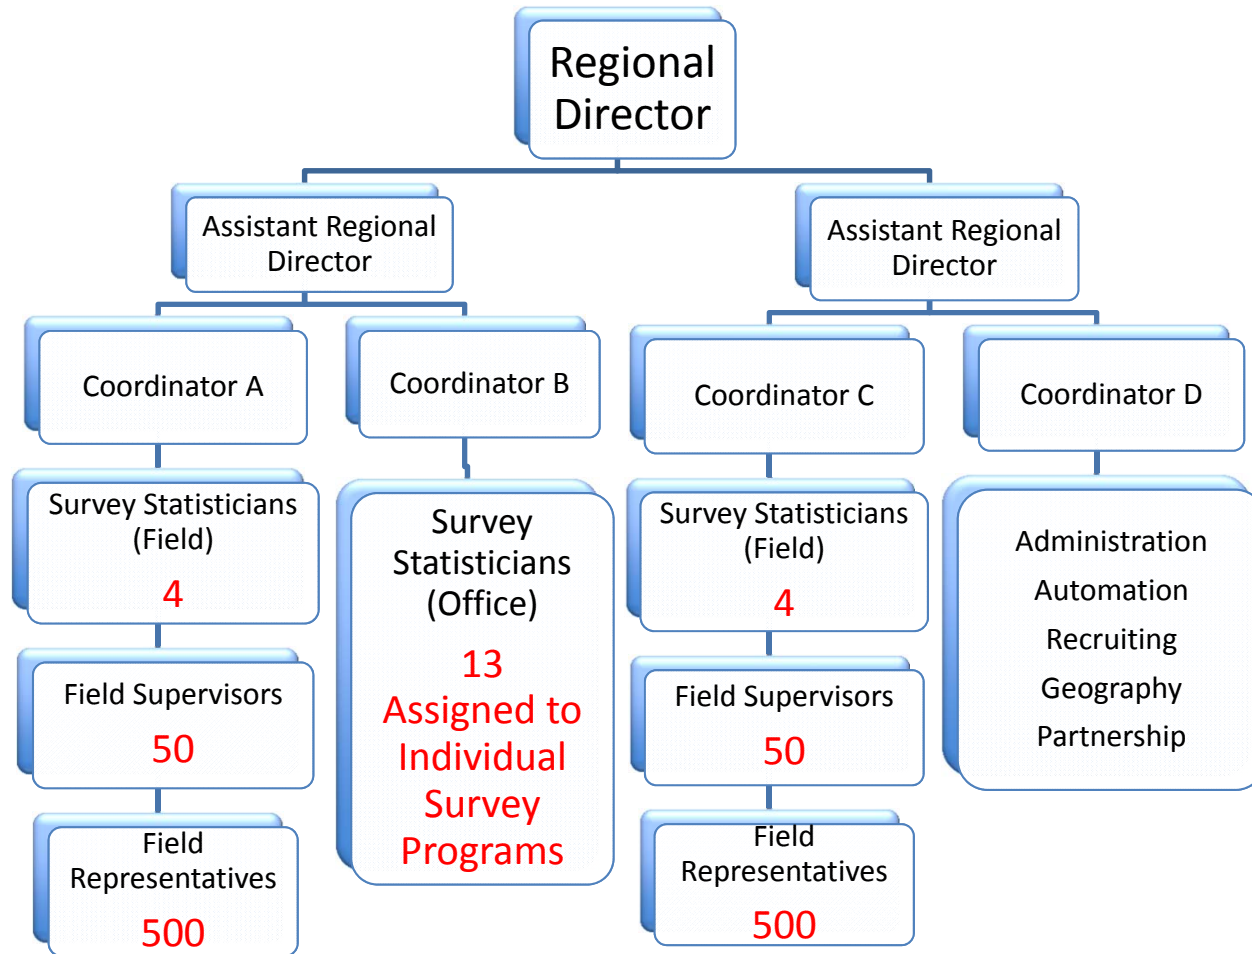 Regional
Director
Assistant Regional
Director
Assistant Regional
Director
Coordinator A
Coordinator B
Coordinator C
Coordinator D
Survey Statisticians
(Field)
4
Survey
Statisticians
(Office)
13
Assigned to
Individual
Survey
Programs
Survey Statisticians
(Field)
4
Administration
Automation
Recruiting
Geography
Partnership
Field Supervisors
50
Field Supervisors
50
Field
Representatives
500
Field
Representatives
500